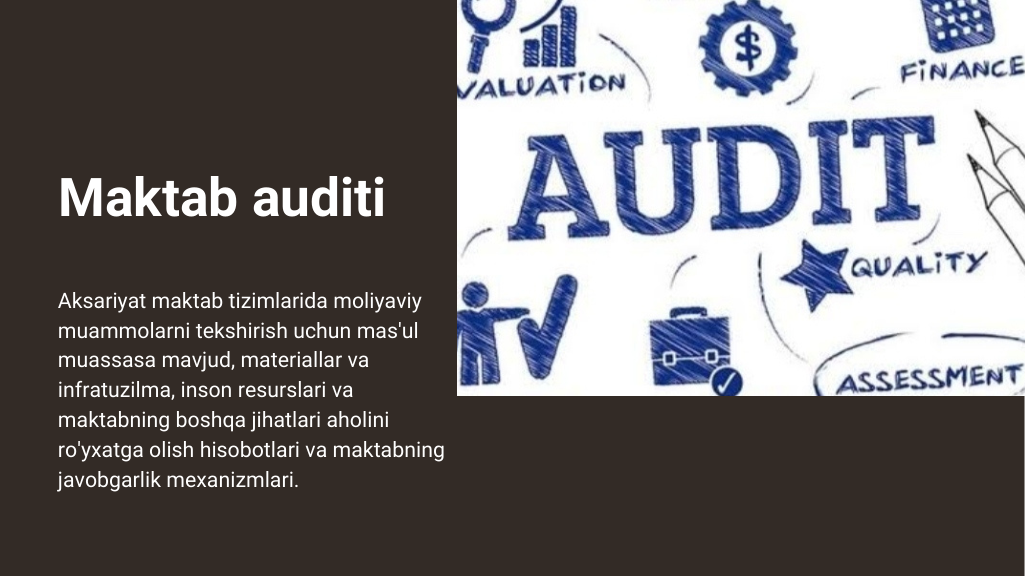 Maktab auditi
Aksariyat maktab tizimlarida moliyaviy
muammolarni tekshirish uchun mas'ul
muassasa mavjud, materiallar va
infratuzilma, inson resurslari va
maktabning boshqa jihatlari aholini
ro'yxatga olish hisobotlari va maktabning
javobgarlik mexanizmlari.
VALUATION
$
FINANCE
AUDIT
QUALITY
ASSESSMENT